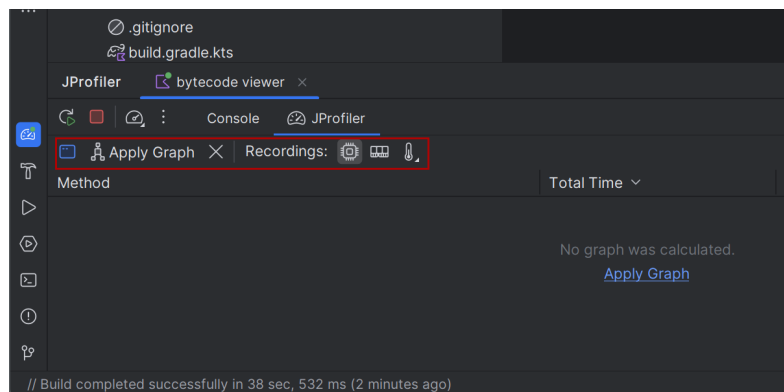 .gitignore
build.gradle.kts
JProfiler bytecode viewer
Console JProfiler
Apply Graph Recordings:
Method Total Time
No graph was calculated.
Apply Graph
// Build completed successfully in 38 sec, 532 ms (2 minutes ago)